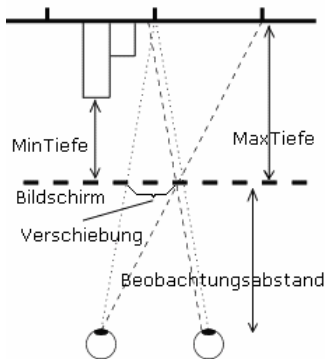 MinTiefe
MaxTiefe
Bildschirm
Verschiebung
Beobachtungsabstand